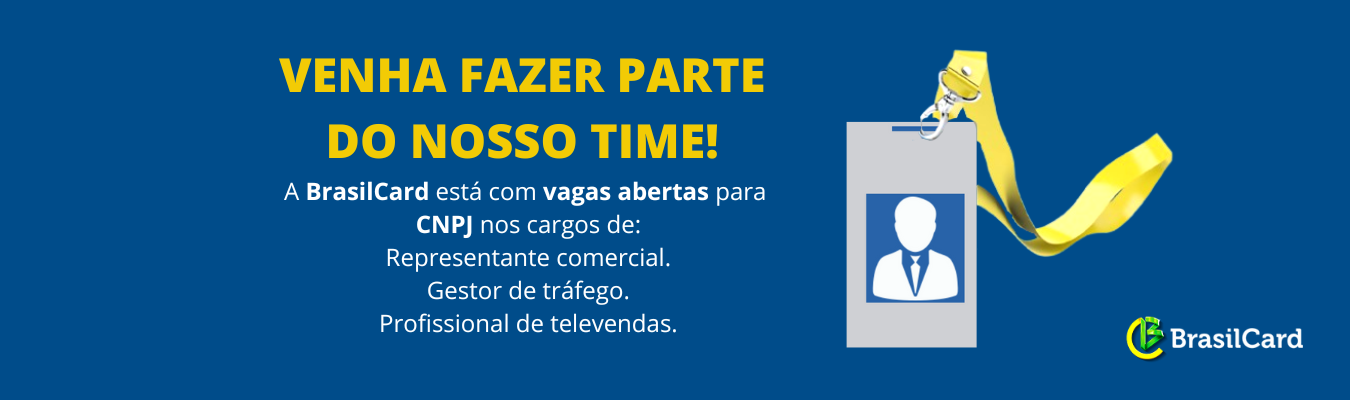 VENHA FAZER PARTE
DO NOSSO TIME!
A BrasilCard está com vagas abertas para
CNPJ nos cargos de:
Representante comercial.
Gestor de tráfego.
Profissional de televendas.
BrasilCard